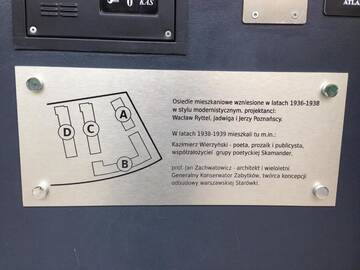 0 KAS
ATLA
Osiedle mieszkaniowe wzniesione w latach 1936-1938
w stylu modernistycznym. projektanci:
Wacław Ryttel, Jadwiga i Jerzy Poznańscy.
W latach 1938-1939 mieszkali tu m.in.:
Kazimierz Wierzyński - poeta, prozaik i publicysta,
współzałożyciel grupy poetyckiej Skamander.
prof. Jan Zachwatowicz - architekt i wieloletni
Generalny Konserwator Zabytków, twórca koncepcji
odbudowy warszawskiej Starówki.
A
D
C
B